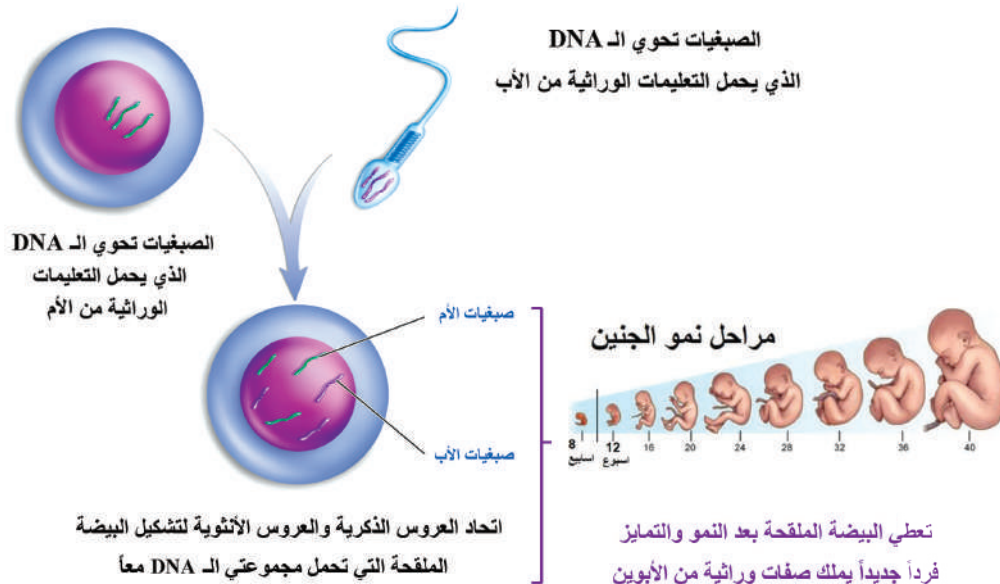 الصبغيات تحوي الـ DNA
الذي يحمل التعليمات الوراثية من الأب
الصبغيات تحوي الـ DNA
الذي يحمل التعليمات
الوراثية من الأم
صبغيات الأم
صبغيات الأب
مراحل نمو الجنين
8 12 16 20 24 28 32 36 40
اسابيع اسبوع
اتحاد العروس الذكرية والعروس الأنثوية لتشكيل البيضة
الملقحة التي تحمل مجموعتي الـ DNA معاً
تعطي البيضة الملقحة بعد النمو والتمايز
فرداً جديداً يملك صفات وراثية من الأبوين